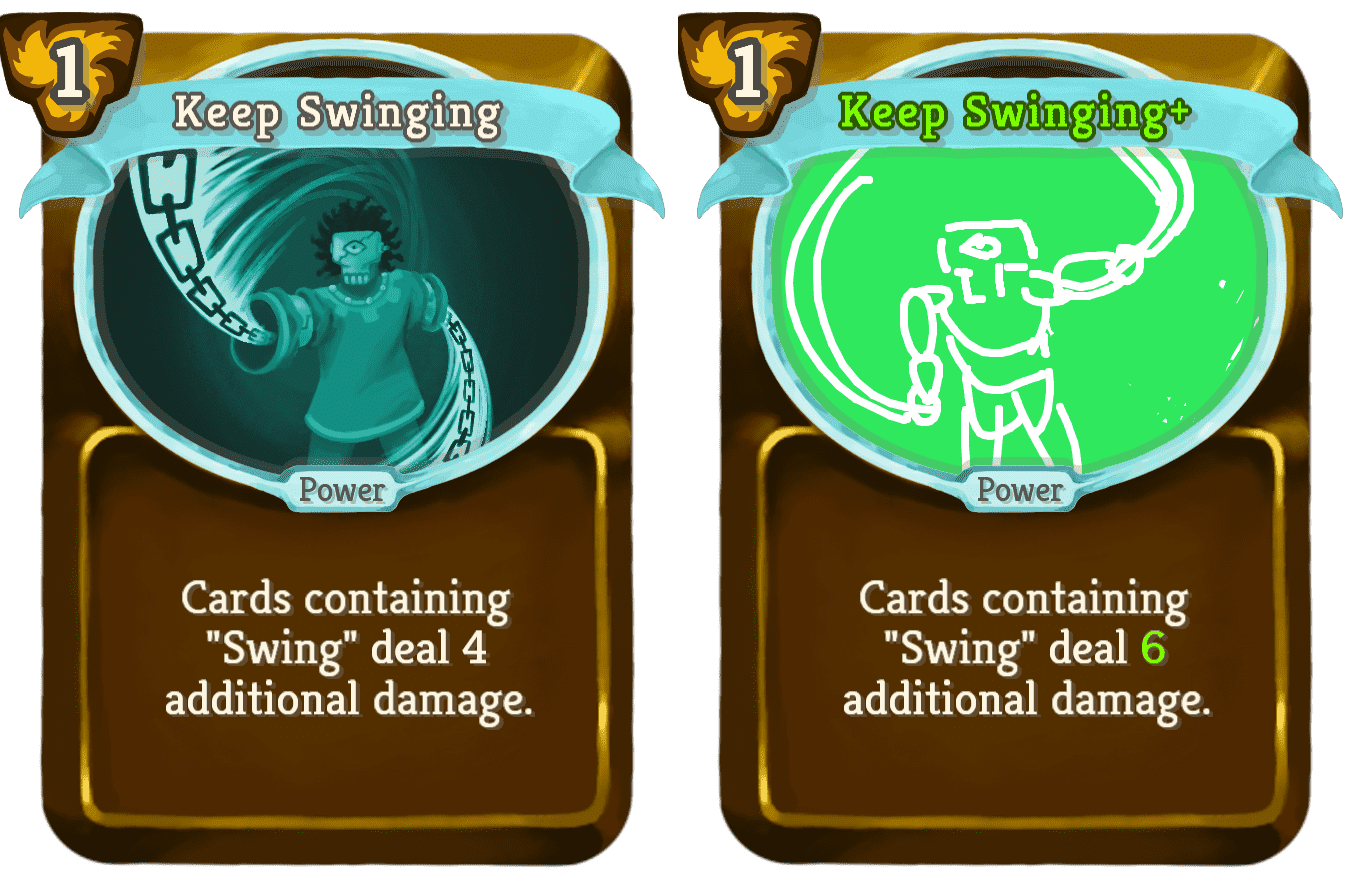 1
Keep Swinging
Power
Cards containing
"Swing" deal 4
additional damage.
1
Keep Swinging+
Power
Cards containing
"Swing" deal 6
additional damage.